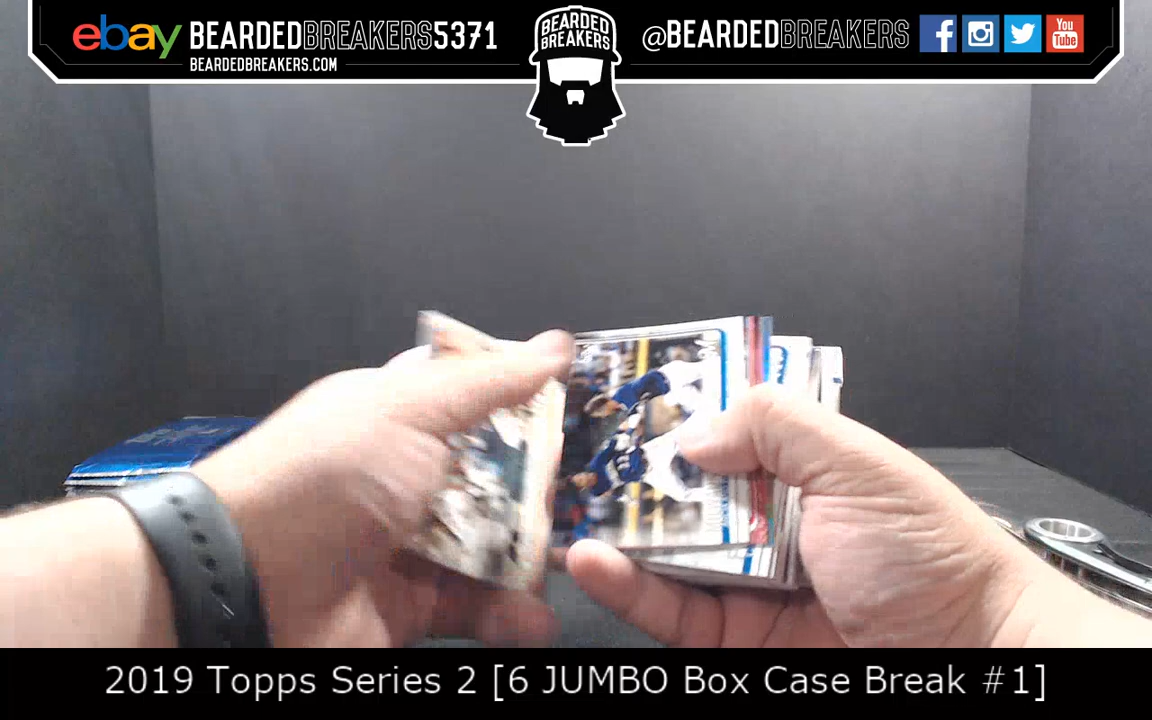 ebay BEARDEDBREAKERS5371
BEARDEDBREAKERS.COM
BEARDED
BREAKERS
@BEARDEDBREAKERS
You
Tube
2019 Topps Series 2 [6 JUMBO Box Case Break #1]